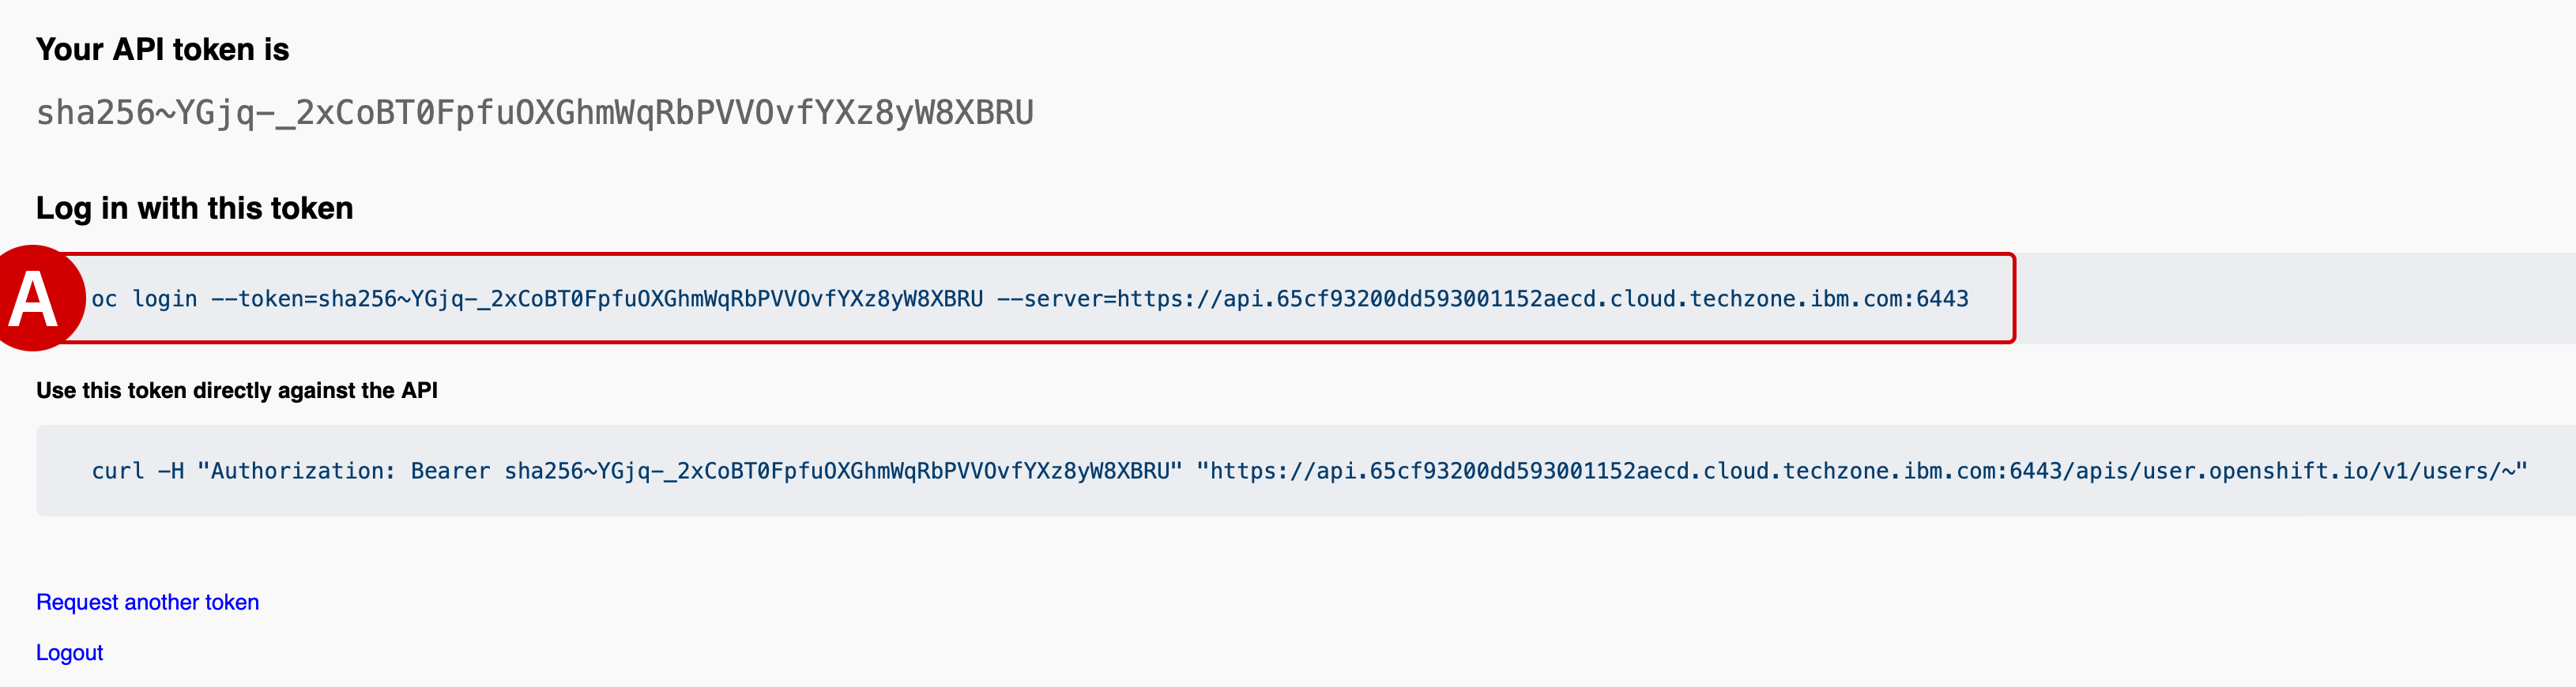 Your API token is
sha256~YGjq-_2xCoBT0FpfuOXGhmWqRbPVVOvfYXz8yW8XBRU
Log in with this token
A
oc login --token=sha256~YGjq-_2xCoBT0FpfuOXGhmWqRbPVVOvfYXz8yW8XBRU --server=https://api.65cf93200dd593001152aecd.cloud.techzone.ibm.com:6443
Use this token directly against the API
curl -H "Authorization: Bearer sha256~YGjq-_2xCoBT0FpfuOXGhmWqRbPVVOvfYXz8yW8XBRU" "https://api.65cf93200dd593001152aecd.cloud.techzone.ibm.com:6443/apis/user.openshift.io/v1/users/~"
Request another token
Logout